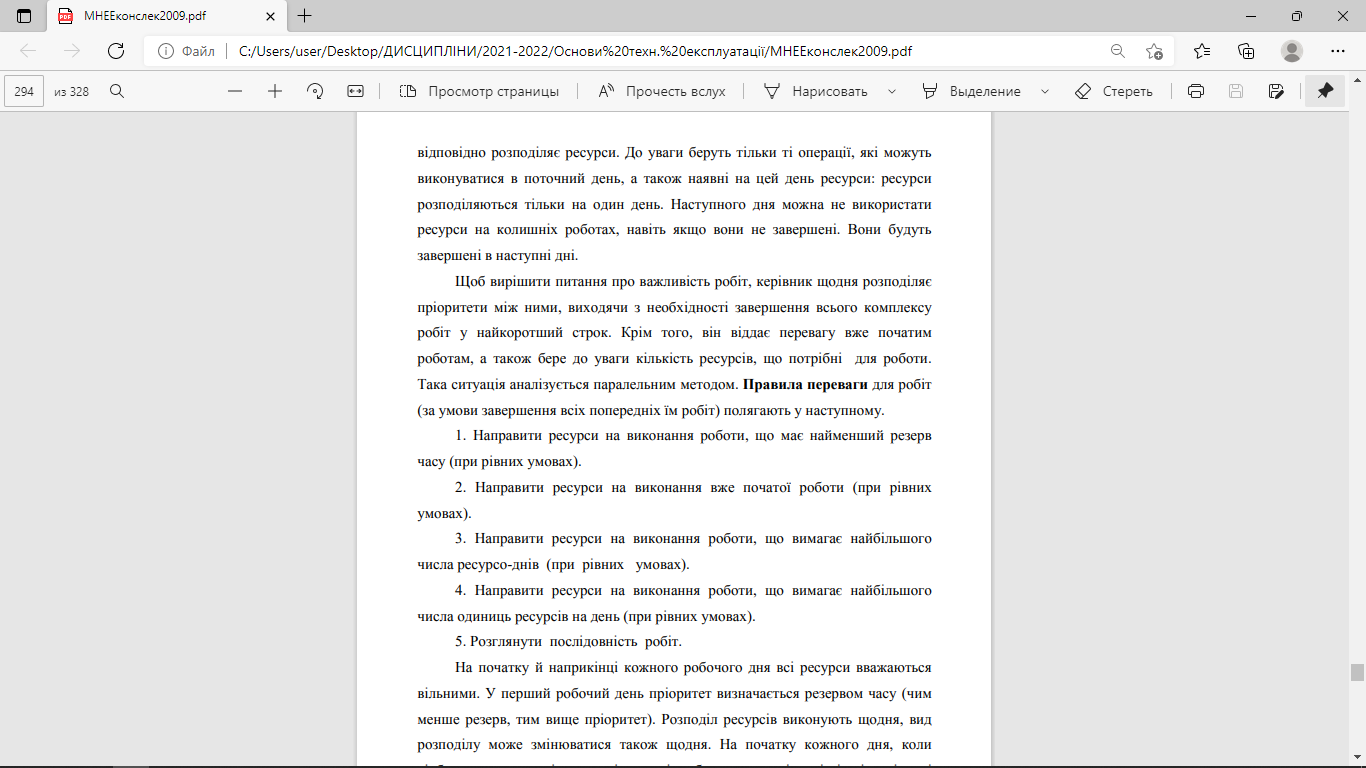 МНЕЕконслек2009.pdf
Файл
C:/Users/user/Desktop/ДИСЦИПЛІНИ/2021-2022/Основи%20техн.%20експлуатації/МНЕЕконслек2009.pdf
294 из 328
Просмотр страницы
Прочесть вслух
Нарисовать
Выделение
Стереть
відповідно розподіляє ресурси. До уваги беруть тільки ті операції, які можуть
виконуватися в поточний день, а також наявні на цей день ресурси: ресурси
розподіляються тільки на один день. Наступного дня можна не використати
ресурси на колишніх роботах, навіть якщо вони не завершені. Вони будуть
завершені в наступні дні.
Щоб вирішити питання про важливість робіт, керівник щодня розподіляє
пріоритети між ними, виходячи з необхідності завершення всього комплексу
робіт у найкоротший строк. Крім того, він віддає перевагу вже початим
роботам, а також бере до уваги кількість ресурсів, що потрібні для роботи.
Така ситуація аналізується паралельним методом. Правила переваги для робіт
(за умови завершення всіх попередніх їм робіт) полягають у наступному.
1. Направити ресурси на виконання роботи, що має найменший резерв
часу (при рівних умовах).
2. Направити ресурси на виконання вже початої роботи (при рівних
умовах).
3. Направити ресурси на виконання роботи, що вимагає найбільшого
числа ресурсо-днів (при рівних умовах).
4. Направити ресурси на виконання роботи, що вимагає найбільшого
числа одиниць ресурсів на день (при рівних умовах).
5. Розглянути послідовність робіт.
На початку й наприкінці кожного робочого дня всі ресурси вважаються
вільними. У перший робочий день пріоритет визначається резервом часу (чим
менше резерв, тим вище пріоритет). Розподіл ресурсів виконують щодня, вид
розподілу може змінюватися також щодня. На початку кожного дня, коли